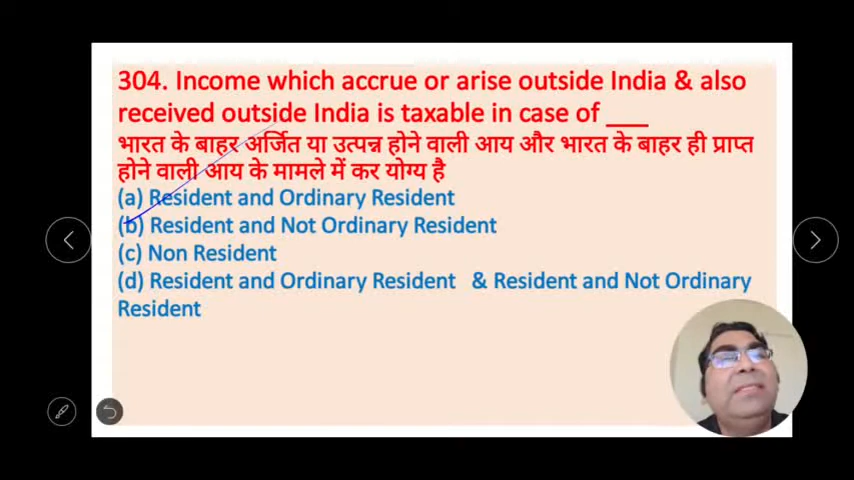 304. Income which accrue or arise outside India & also
received outside India is taxable in case of ___
भारत के बाहर अर्जित या उत्पन्न होने वाली आय और भारत के बाहर ही प्राप्त
होने वाली आय के मामले में कर योग्य है
(a) Resident and Ordinary Resident
(b) Resident and Not Ordinary Resident
(c) Non Resident
(d) Resident and Ordinary Resident & Resident and Not Ordinary
Resident